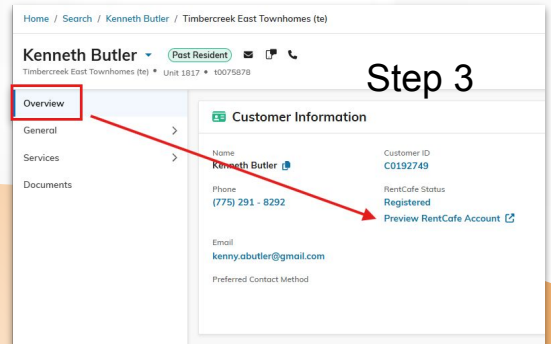 Home / Search / Kenneth Butler / Timbercreek East Townhomes (te)
Kenneth Butler Past Resident
Timbercreek East Townhomes (te) • Unit 1817 • t0075878
Step 3
Overview
General
Services
Documents
Customer Information
Name
Kenneth Butler
Customer ID
C0192749
Phone
(775) 291 - 8292
RentCafe Status
Registered
Preview RentCafe Account
Email
kenny.abutler@gmail.com
Preferred Contact Method